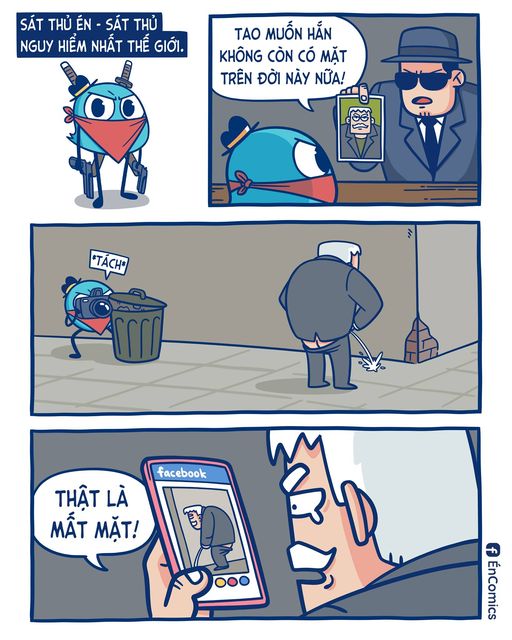 SÁT THỦ ÉN - SÁT THỦ
NGUY HIỂM NHẤT THẾ GIỚI.
TAO MUỐN HẮN
KHÔNG CÒN CÓ MẶT
TRÊN ĐỜI NÀY NỮA!
*TÁCH*
facebook
THẬT LÀ
MẤT MẶT!
ÉnComics